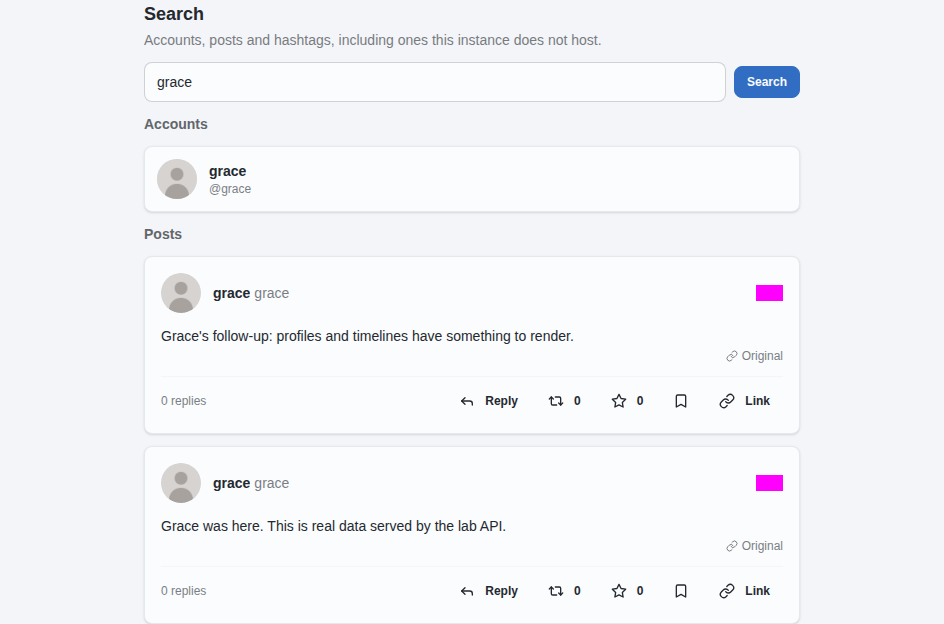 Search
Accounts, posts and hashtags, including ones this instance does not host.
grace
Search
Accounts
grace
@grace
Posts
grace grace
Grace's follow-up: profiles and timelines have something to render.
Original
0 replies
Reply
0
0
Link
grace grace
Grace was here. This is real data served by the lab API.
Original
0 replies
Reply
0
0
Link